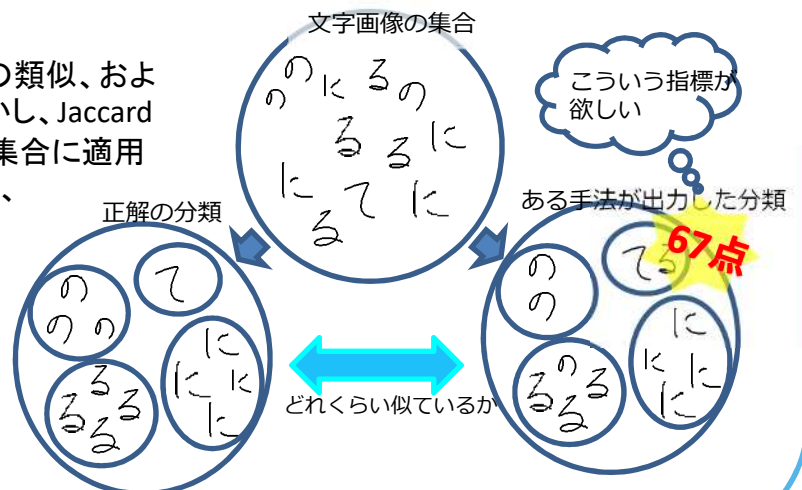 文字画像の集合
の類似、およ
いし、Jaccard
集合に適用
、
こういう指標が
欲しい
の の に る の
の
る る に
に て に
る
正解の分類
ある手法が出力した分類
67点
の
の の
て
に
に に
に
る
る る
る
どれくらい似ているか
の
の
て る
に
に に
に
の
る る
る